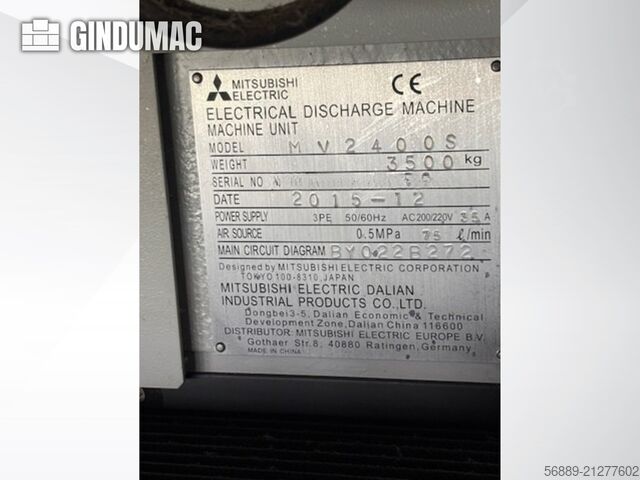 GINDUMAC
MITSUBISHI
ELECTRIC
CE
ELECTRICAL DISCHARGE MACHINE
MACHINE UNIT
MODEL MV2400S
WEIGHT 3500 kg
SERIAL NO
DATE 2015-12
POWER SUPPLY 3PE 50/60Hz AC200/220V 35 A
AIR SOURCE 0.5MPa 75 ℓ/min
MAIN CIRCUIT DIAGRAM BY022B272
Designed by MITSUBISHI ELECTRIC CORPORATION
TOKYO 100-8310, JAPAN
MITSUBISHI ELECTRIC DALIAN
INDUSTRIAL PRODUCTS CO., LTD.
Dongbei3-5, Dalian Economic & Technical
Development Zone, Dalian China 116600
DISTRIBUTOR: MITSUBISHI ELECTRIC EUROPE B.V.
Gothaer Str.8, 40880 Ratingen, Germany
MADE IN CHINA
56889-21277602